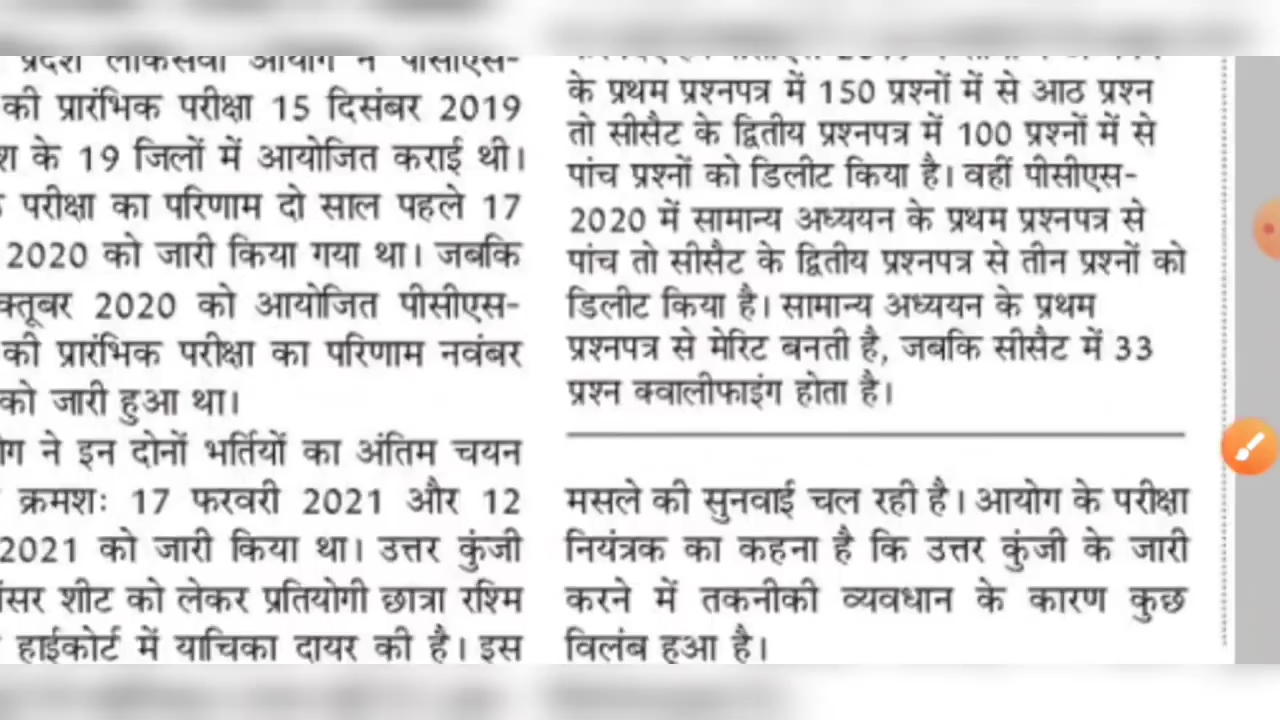 प्रदेश लोकसेवा आयोग ने पीसीएस-
की प्रारंभिक परीक्षा 15 दिसंबर 2019
के 19 जिलों में आयोजित कराई थी।
परीक्षा का परिणाम दो साल पहले 17
2020 को जारी किया गया था। जबकि
2020 को आयोजित पीसीएस-
की प्रारंभिक परीक्षा का परिणाम नवंबर
को जारी हुआ था।
ने इन दोनों भर्तियों का अंतिम चयन
क्रमशः 17 फरवरी 2021 और 12
2021 को जारी किया था। उत्तर कुंजी
शीट को लेकर प्रतियोगी छात्रा रश्मि
हाईकोर्ट में याचिका दायर की है। इस
के प्रथम प्रश्नपत्र में 150 प्रश्नों में से आठ प्रश्न
तो सीसैट के द्वितीय प्रश्नपत्र में 100 प्रश्नों में से
पांच प्रश्नों को डिलीट किया है। वहीं पीसीएस-
2020 में सामान्य अध्ययन के प्रथम प्रश्नपत्र से
पांच तो सीसैट के द्वितीय प्रश्नपत्र से तीन प्रश्नों को
डिलीट किया है। सामान्य अध्ययन के प्रथम
प्रश्नपत्र से मेरिट बनती है, जबकि सीसैट में 33
प्रश्न क्वालीफाइंग होता है।
मसले की सुनवाई चल रही है। आयोग के परीक्षा
नियंत्रक का कहना है कि उत्तर कुंजी के जारी
करने में तकनीकी व्यवधान के कारण कुछ
विलंब हुआ है।